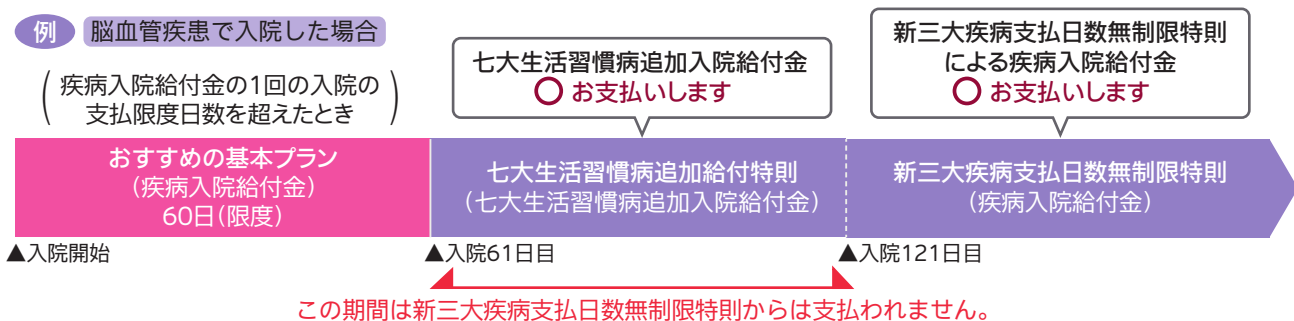 例 脳血管疾患で入院した場合
(疾病入院給付金の1回の入院の
支払限度日数を超えたとき)
七大生活習慣病追加入院給付金
○ お支払いします
新三大疾病支払日数無制限特則
による疾病入院給付金
○ お支払いします
おすすめの基本プラン
(疾病入院給付金)
60日(限度)
七大生活習慣病追加給付特則
(七大生活習慣病追加入院給付金)
新三大疾病支払日数無制限特則
(疾病入院給付金)
▲入院開始
▲入院61日目
▲入院121日目
この期間は新三大疾病支払日数無制限特則からは支払われません。